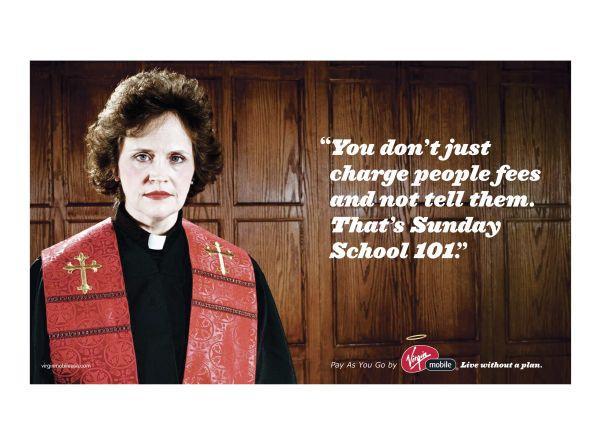 “You don’t just
charge people fees
and not tell them.
That’s Sunday
School 101.”
virginmobileusa.com
Pay As You Go by Virgin mobile Live without a plan.